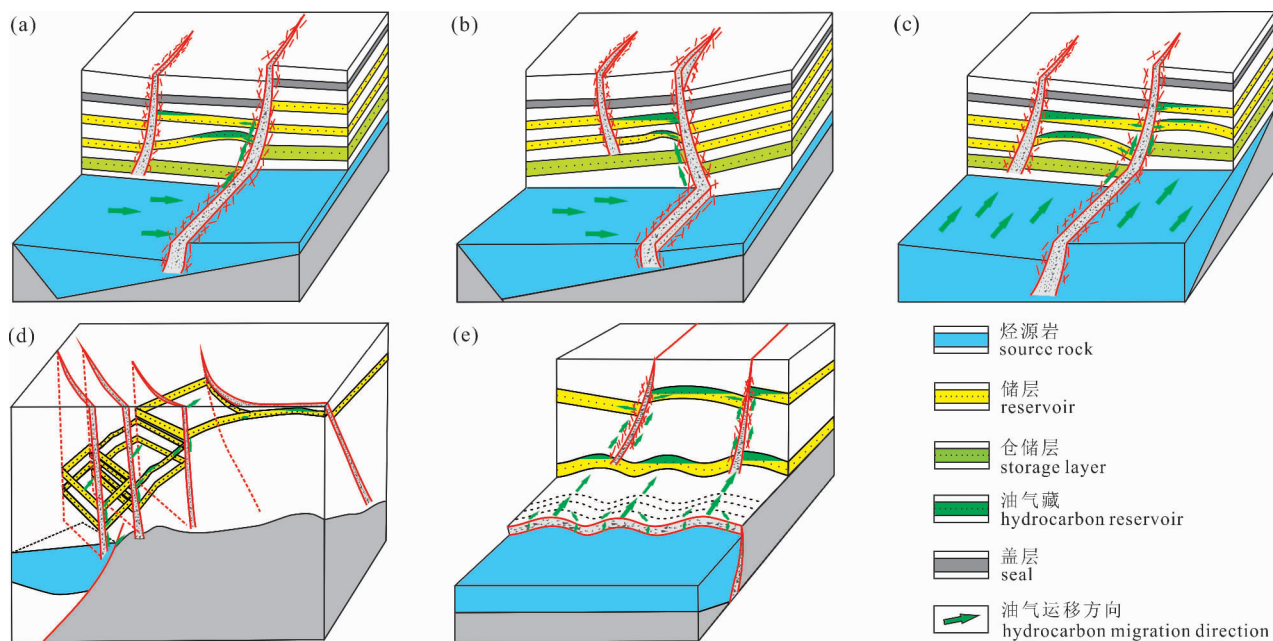 (a)
(b)
(c)
(d)
(e)
烃源岩
source rock
储层
reservoir
仓储层
storage layer
油气藏
hydrocarbon reservoir
盖层
seal
油气运移方向
hydrocarbon migration direction